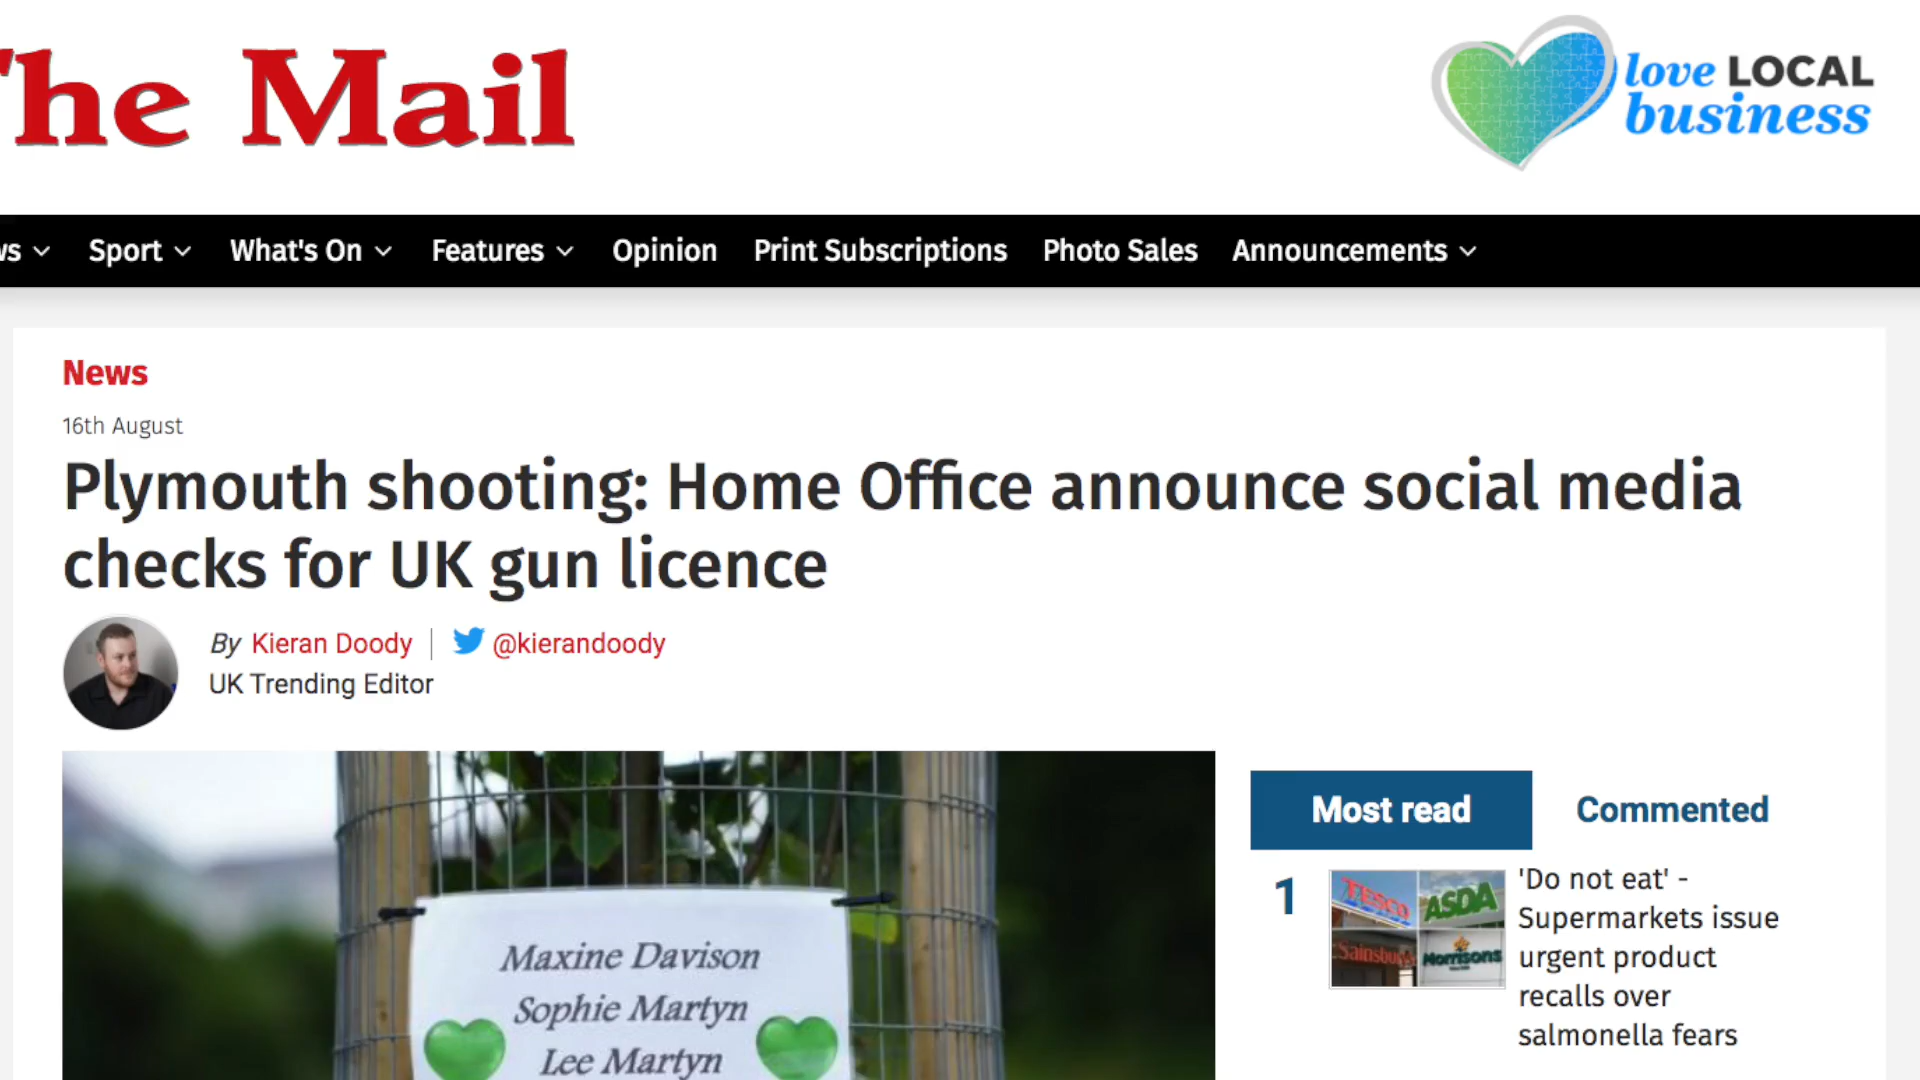 The Mail
love LOCAL
business
Sport
What's On
Features
Opinion
Print Subscriptions
Photo Sales
Announcements
News
16th August
Plymouth shooting: Home Office announce social media
checks for UK gun licence
By Kieran Doody
@kierandoody
UK Trending Editor
Maxine Davison
Sophie Martyn
Lee Martyn
Most read
Commented
1
TESCO
ASDA
Sainsbury's
Morrisons
'Do not eat' -
Supermarkets issue
urgent product
recalls over
salmonella fears